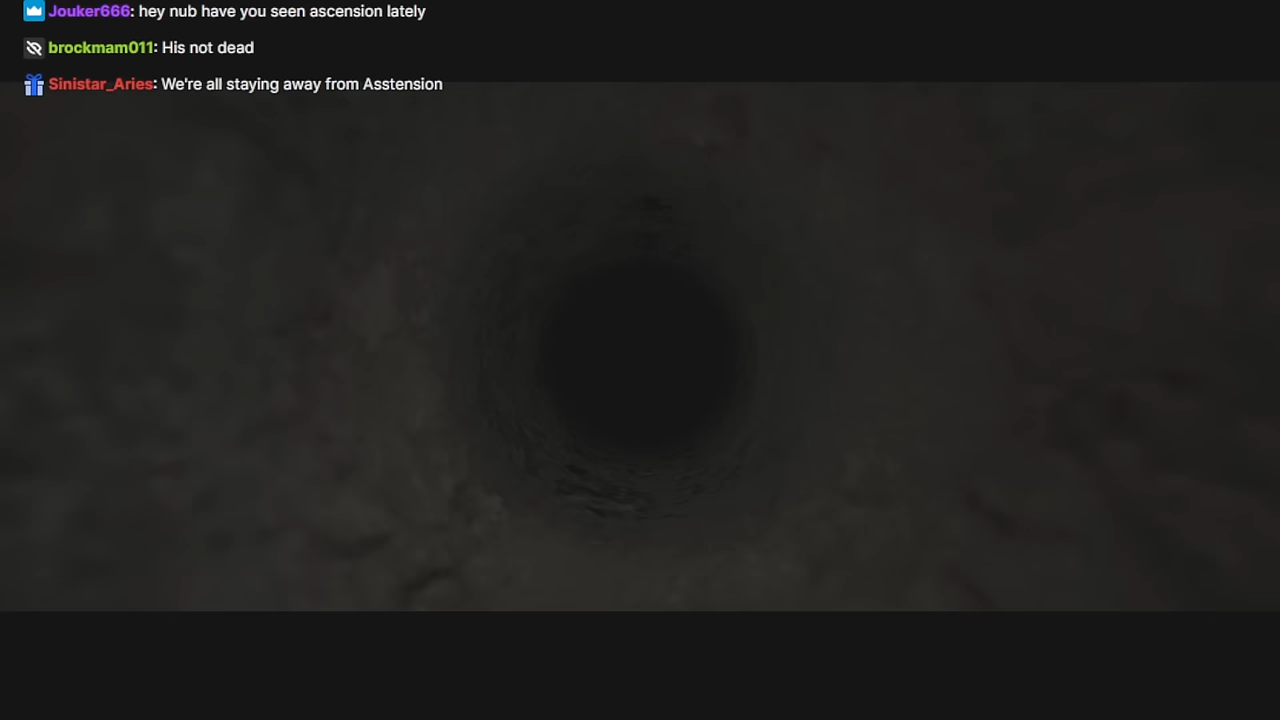 Jouker666: hey nub have you seen ascension lately
brockmam011: His not dead
Sinistar_Aries: We're all staying away from Asstension